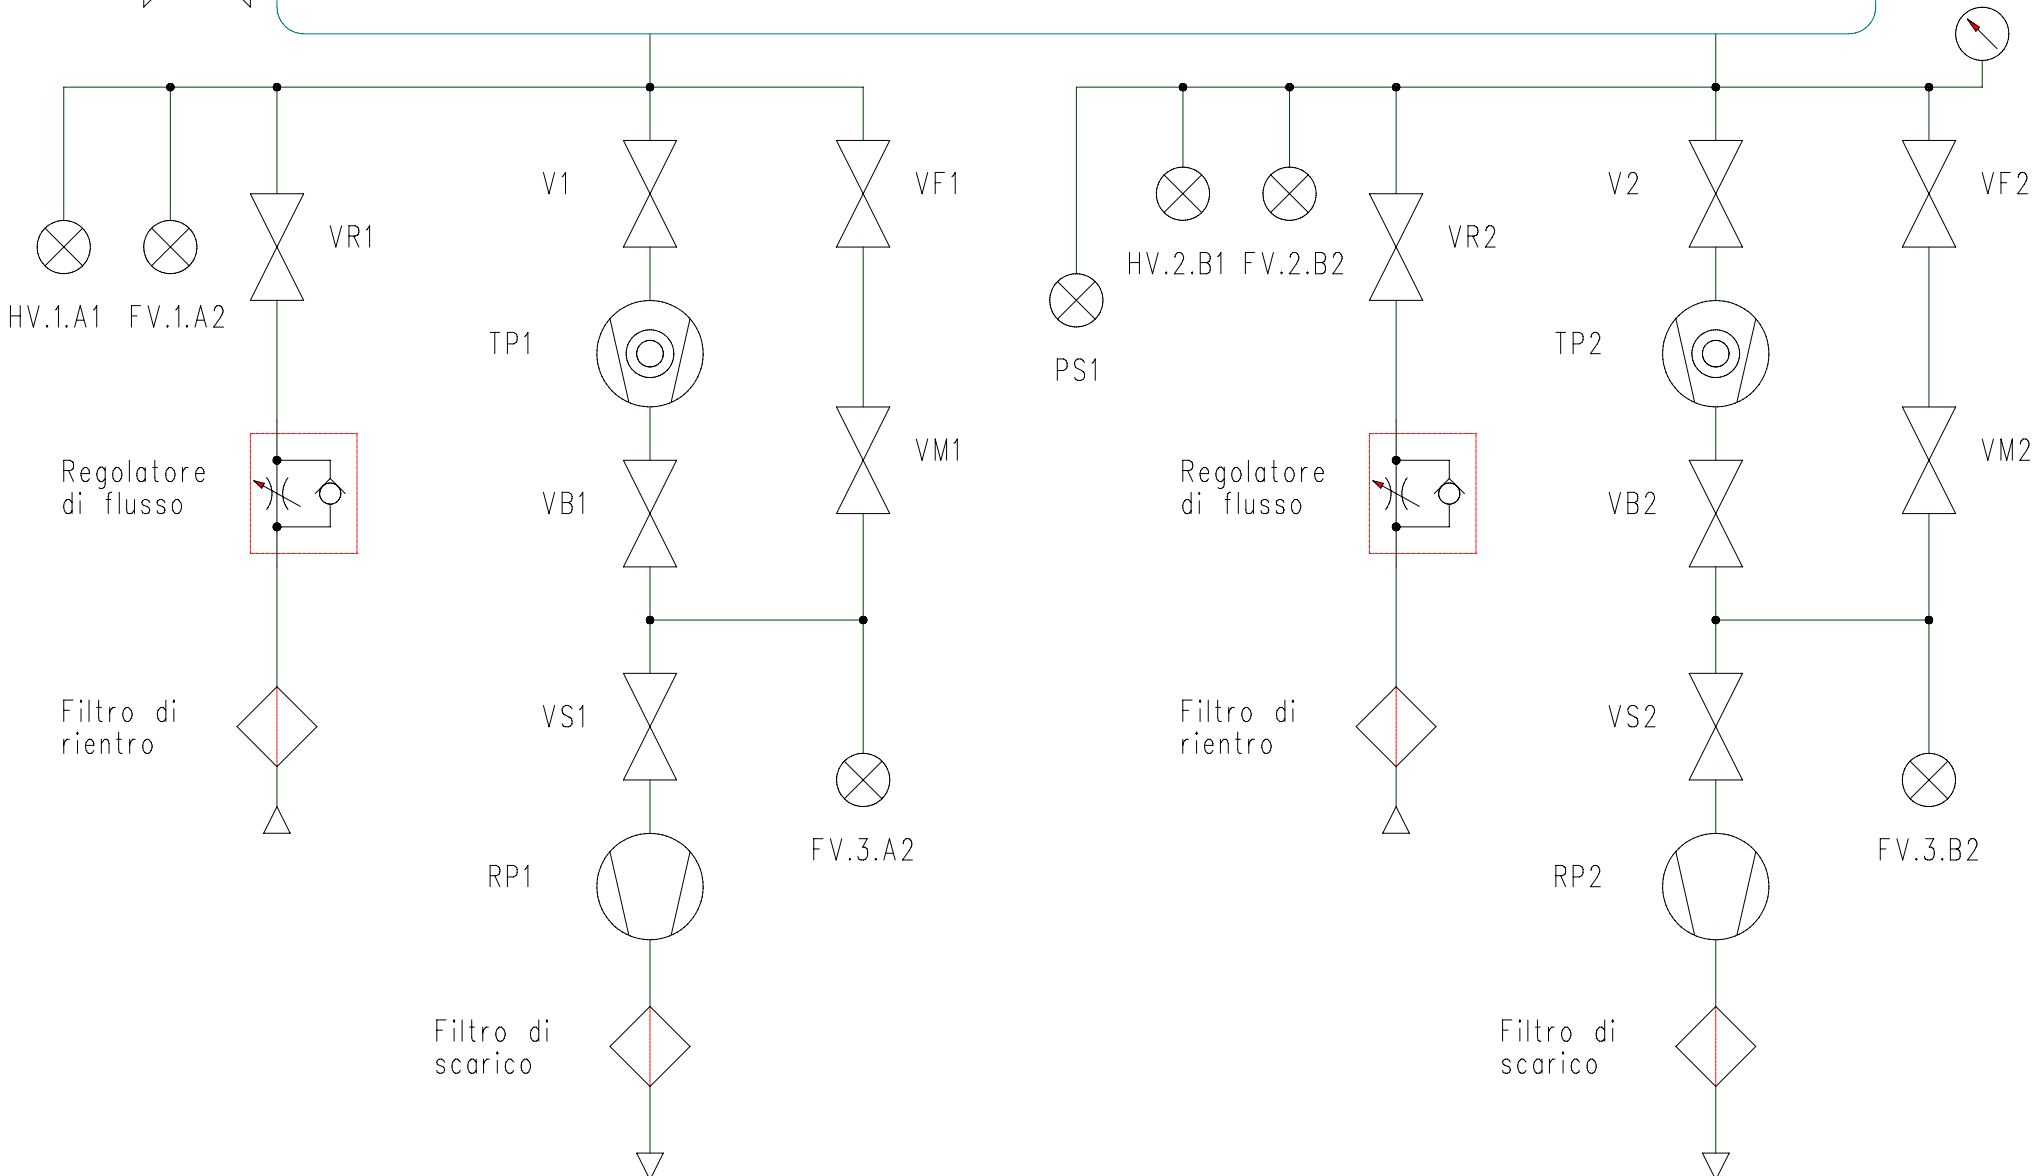 V1
VF1
V2
VF2
VR1
VR2
HV.2.B1
FV.2.B2
HV.1.A1
FV.1.A2
TP1
TP2
PS1
VM1
VM2
Regolatore
di flusso
VB1
Regolatore
di flusso
VB2
Filtro di
rientro
VS1
Filtro di
rientro
VS2
FV.3.A2
FV.3.B2
RP1
RP2
Filtro di
scarico
Filtro di
scarico